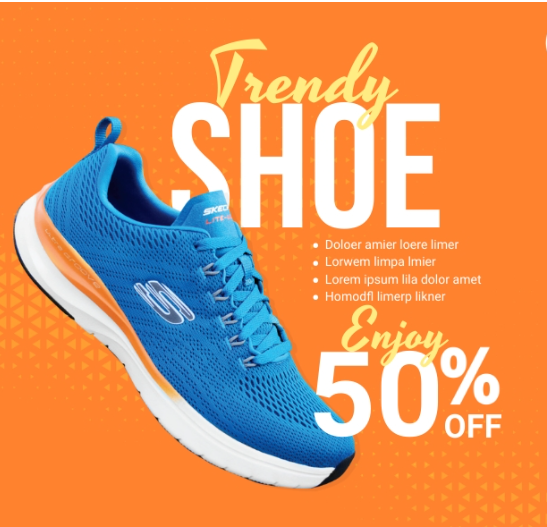 Trendy
SHOE
SKEC
• Doloer amier loere limer
• Lorwem limpa lmier
• Lorem ipsum lila dolor amet
• Homodfl limerp likner
Enjoy
50%
OFF